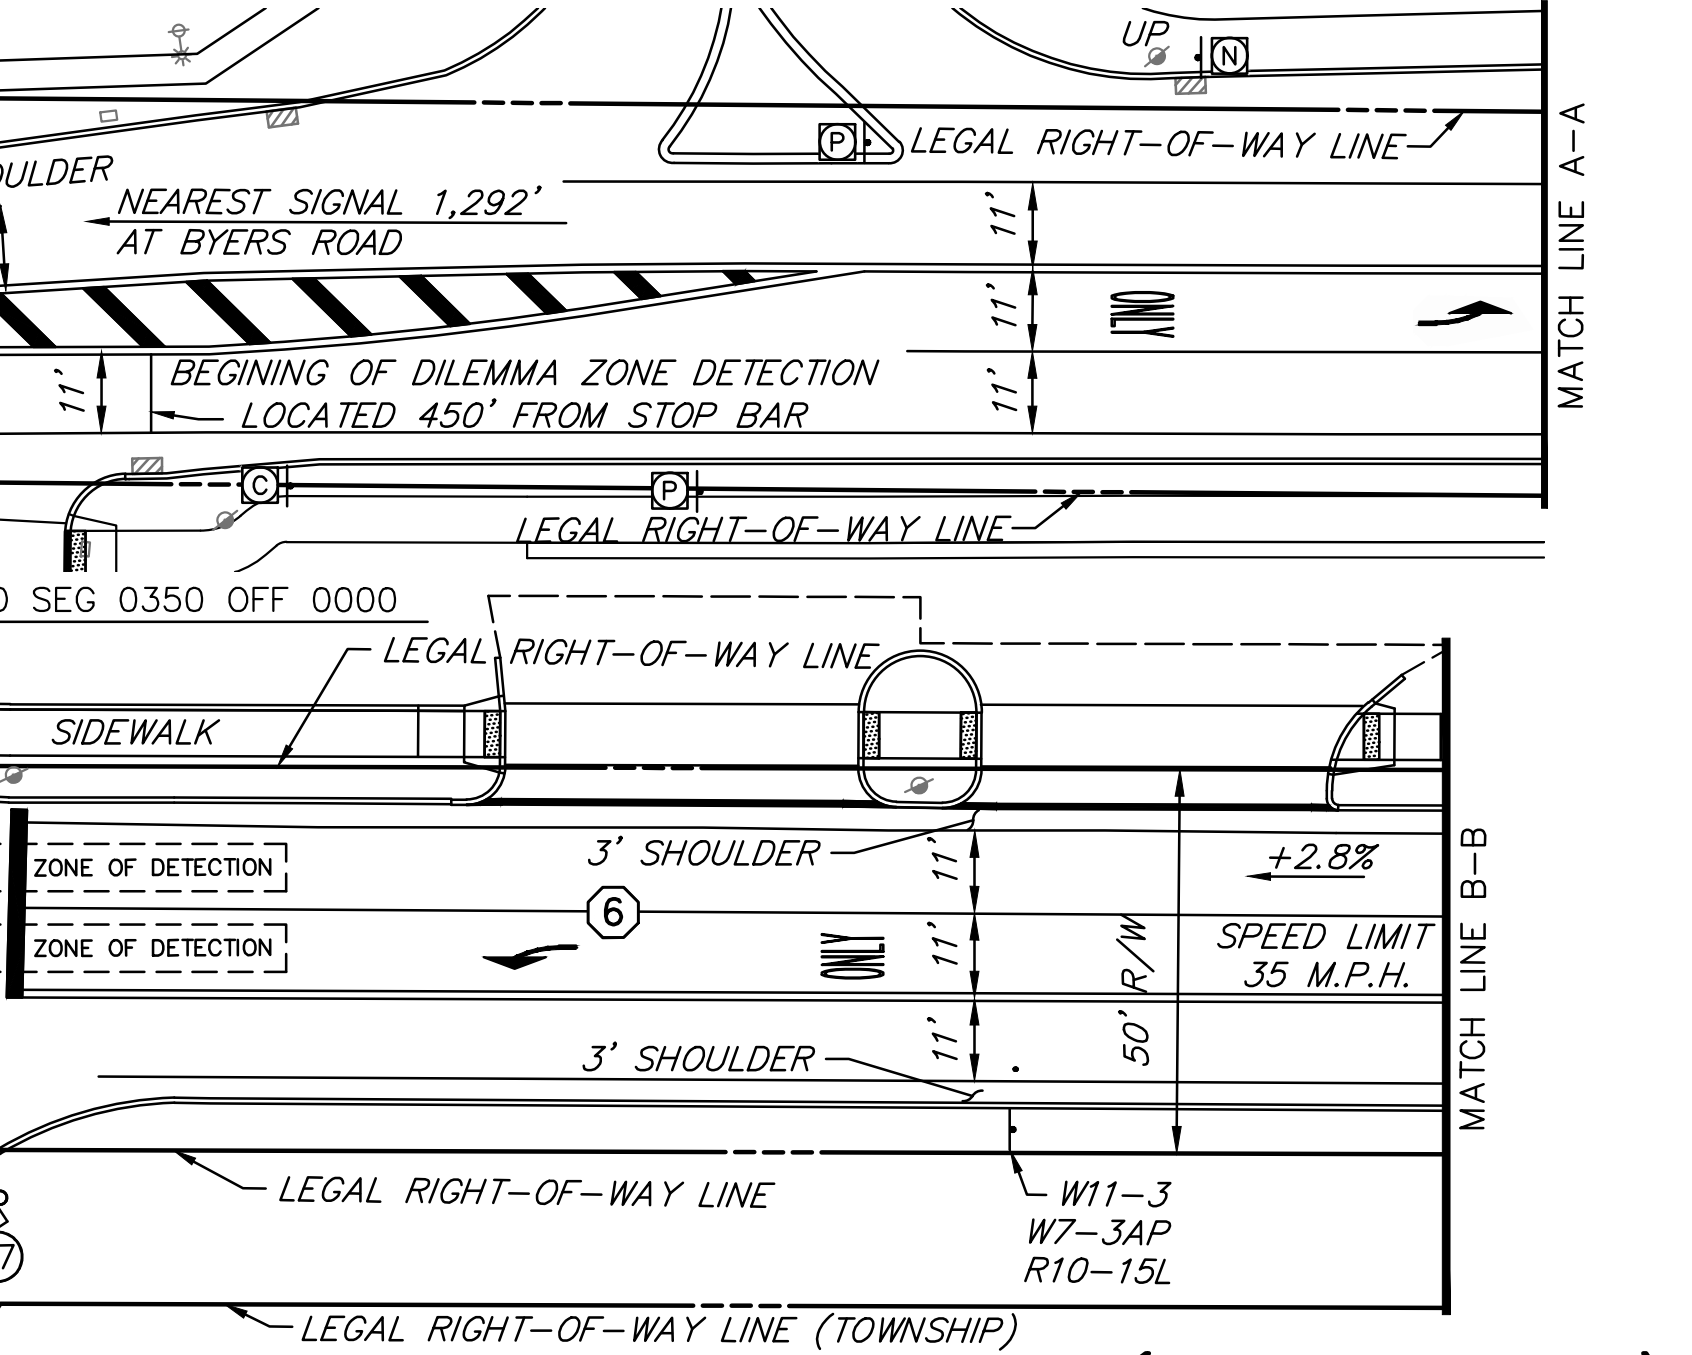 UP
N
P
LEGAL RIGHT-OF-WAY LINE
MATCH LINE A-A
OULDER
NEAREST SIGNAL 1,292'
AT BYERS ROAD
11'
11'
ONLY
11'
11'
BEGINING OF DILEMMA ZONE DETECTION
LOCATED 450' FROM STOP BAR
C
P
LEGAL RIGHT-OF-WAY LINE
0 SEG 0350 OFF 0000
LEGAL RIGHT-OF-WAY LINE
SIDEWALK
3' SHOULDER
11'
+2.8%
ZONE OF DETECTION
6
ZONE OF DETECTION
ONLY
11'
50' R/W
SPEED LIMIT
35 M.P.H.
MATCH LINE B-B
3' SHOULDER
11'
LEGAL RIGHT-OF-WAY LINE
W11-3
W7-3AP
R10-15L
7
LEGAL RIGHT-OF-WAY LINE (TOWNSHIP)